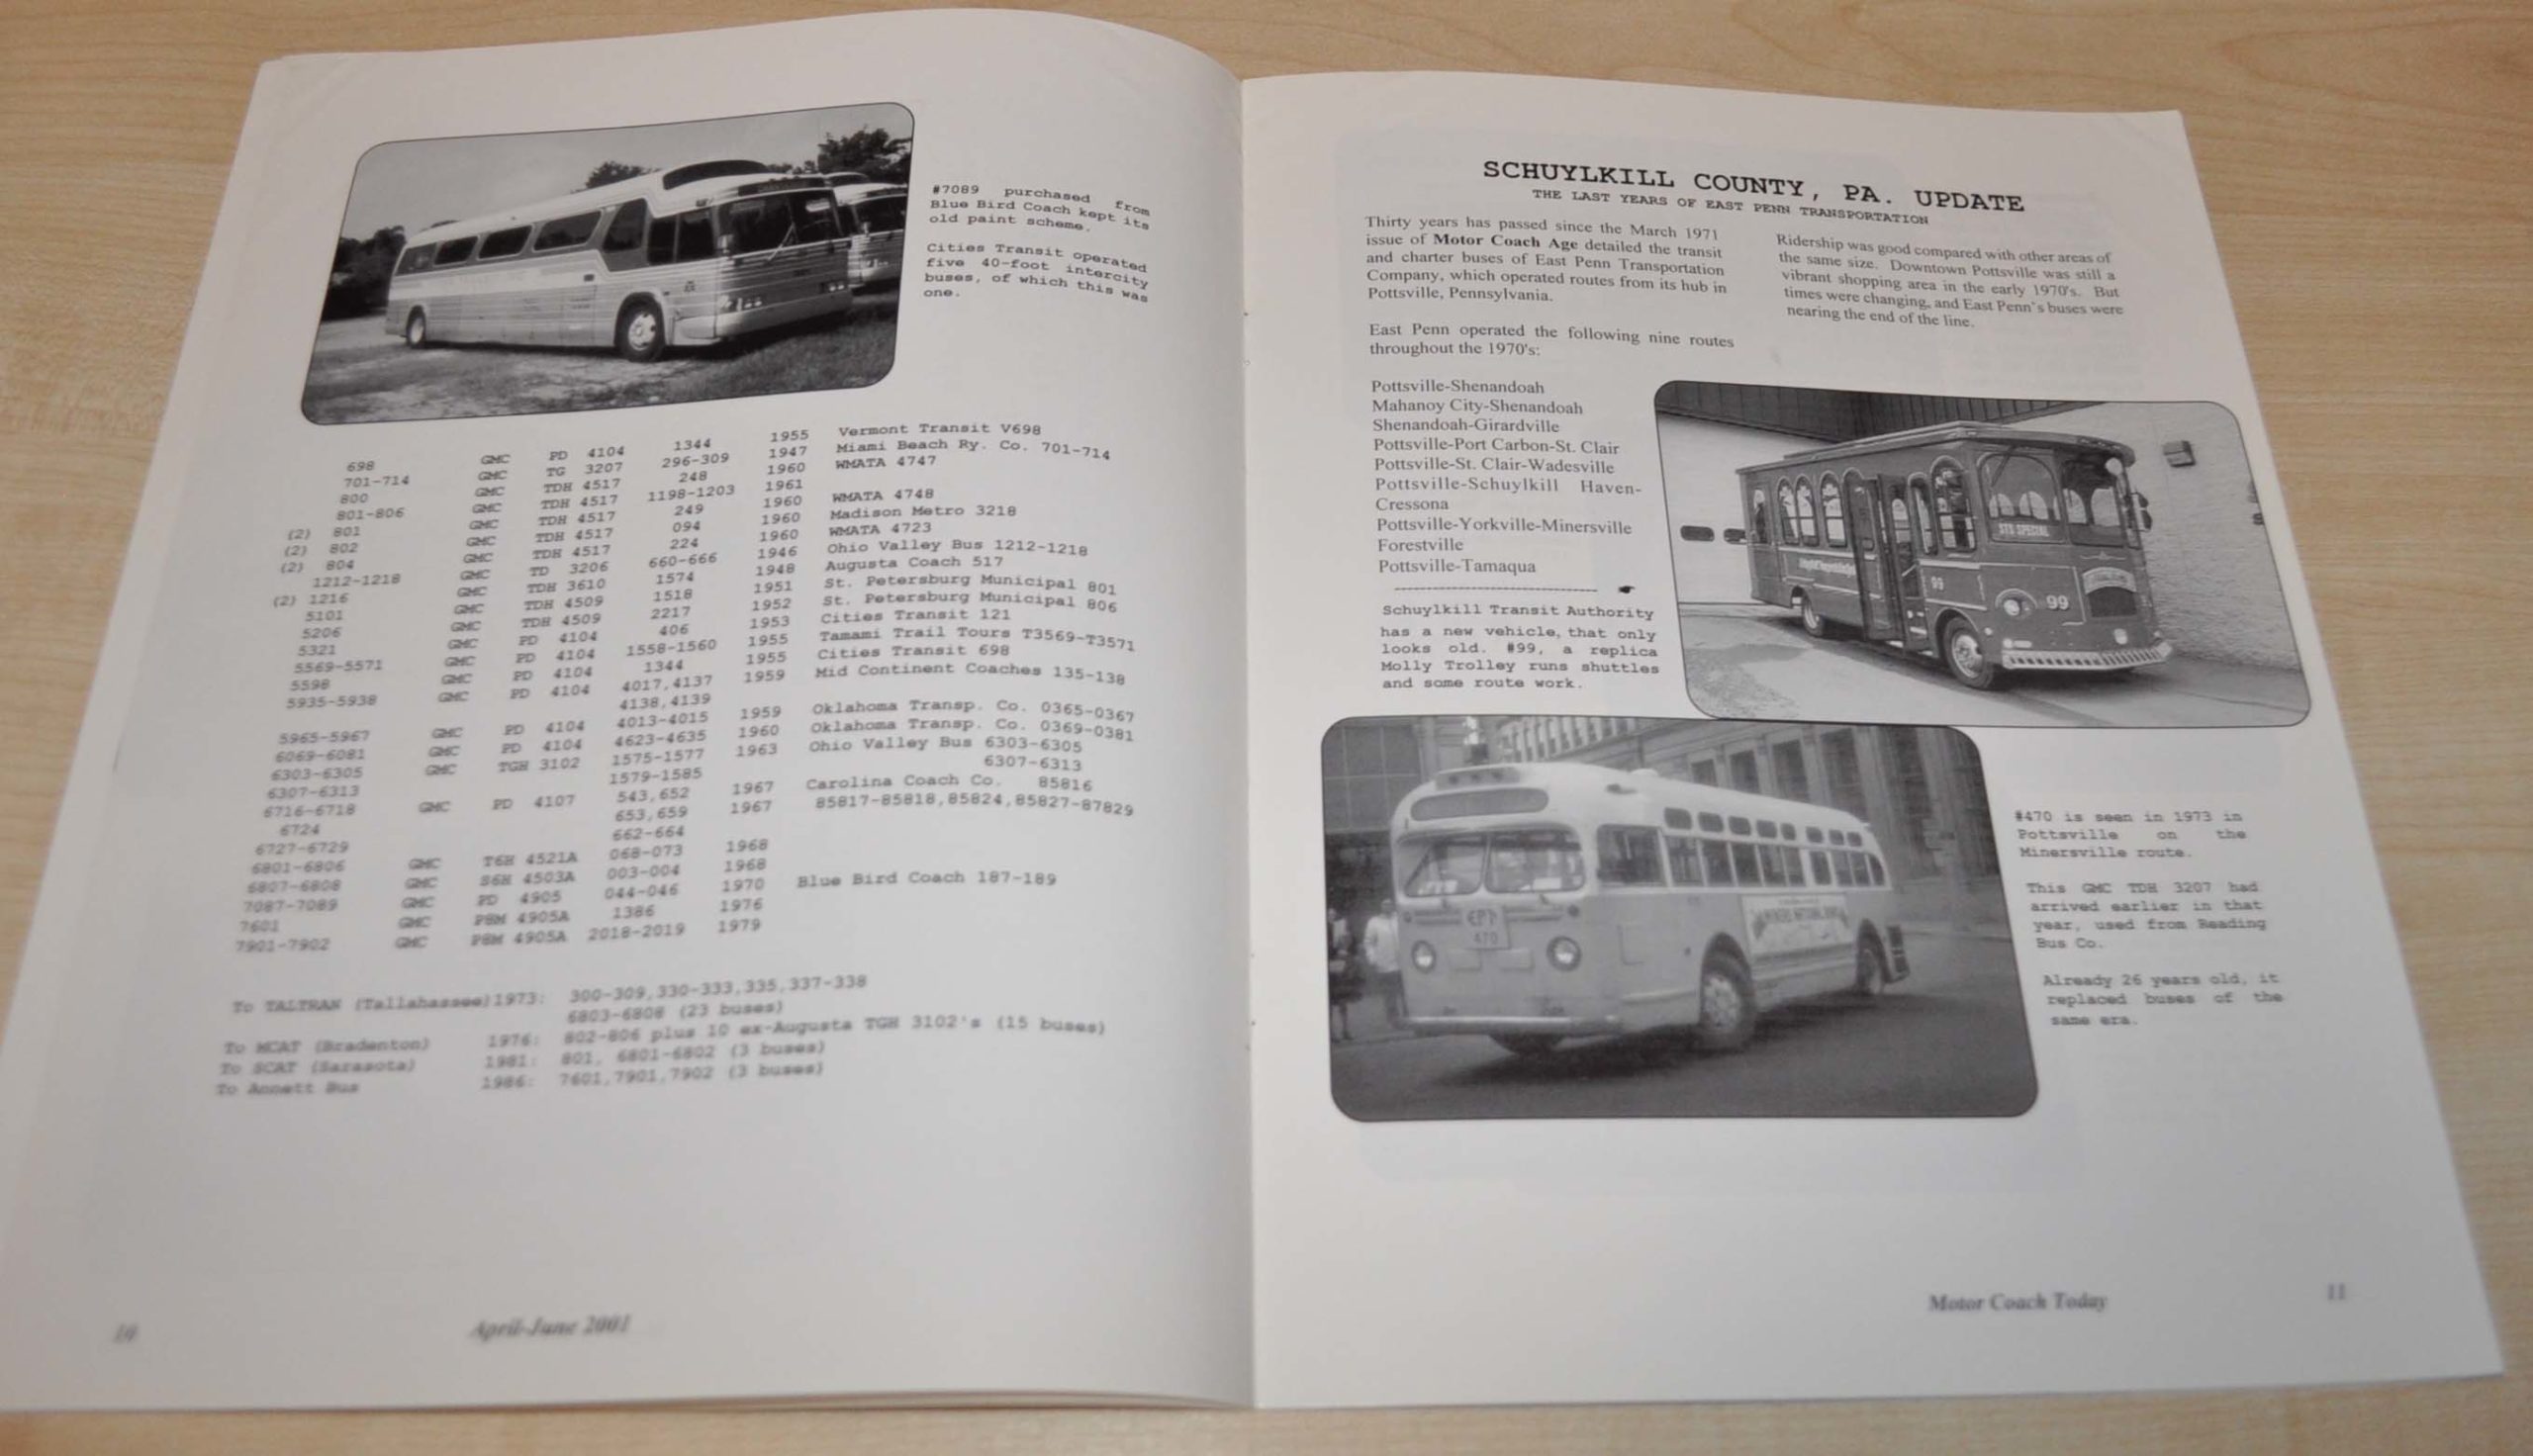 #7089 purchased from
Blue Bird Coach kept its
old paint scheme.
Cities Transit operated
five 40-foot intercity
buses, of which this was
one.
698 GMC PD 4104 1344 1955 Vermont Transit V698
701-714 GMC TG 3207 296-309 1947 Miami Beach Ry. Co. 701-714
800 GMC TDH 4517 248 1960 WMATA 4747
801-806 GMC TDH 4517 1198-1203 1961
(2) 801 GMC TDH 4517 249 1960 WMATA 4748
(2) 802 GMC TDH 4517 094 1960 Madison Metro 3218
(2) 804 GMC TDH 4517 224 1960 WMATA 4723
1212-1218 GMC TD 3206 660-666 1946 Ohio Valley Bus 1212-1218
(2) 1216 GMC TDH 3610 1574 1948 Augusta Coach 517
5101 GMC TDH 4509 1518 1951 St. Petersburg Municipal 801
5206 GMC TDH 4509 2217 1952 St. Petersburg Municipal 806
5321 GMC PD 4104 406 1953 Cities Transit 121
5569-5571 GMC PD 4104 1558-1560 1955 Tamami Trail Tours T3569-T3571
5598 GMC PD 4104 1344 1955 Cities Transit 698
5935-5938 GMC PD 4104 4017,4137 1959 Mid Continent Coaches 135-138
4138,4139
5965-5967 GMC PD 4104 4013-4015 1959 Oklahoma Transp. Co. 0365-0367
6069-6081 GMC PD 4104 4623-4635 1960 Oklahoma Transp. Co. 0369-0381
6303-6305 GMC TGH 3102 1575-1577 1963 Ohio Valley Bus 6303-6305
6307-6313 1579-1585 6307-6313
6716-6718 GMC PD 4107 543,652 1967 Carolina Coach Co. 85816
6724 653,659 1967 85817-85818,85824,85827-87829
6727-6729 662-664
6801-6806 GMC T6H 4521A 068-073 1968
6807-6808 GMC S6H 4503A 003-004 1968
7087-7089 GMC PD 4905 044-046 1970 Blue Bird Coach 187-189
7601 GMC P8M 4905A 1386 1976
7901-7902 GMC P8M 4905A 2018-2019 1979
To TALTRAN (Tallahassee) 1973: 300-309,330-333,335,337-338
6803-6808 (23 buses)
To MCAT (Bradenton) 1976: 802-806 plus 10 ex-Augusta TGH 3102's (15 buses)
To SCAT (Sarasota) 1981: 801, 6801-6802 (3 buses)
To Annett Bus 1986: 7601,7901,7902 (3 buses)
10 April-June 2001
SCHUYLKILL COUNTY, PA. UPDATE
THE LAST YEARS OF EAST PENN TRANSPORTATION
Thirty years has passed since the March 1971
issue of Motor Coach Age detailed the transit
and charter buses of East Penn Transportation
Company, which operated routes from its hub in
Pottsville, Pennsylvania.
East Penn operated the following nine routes
throughout the 1970's:
Pottsville-Shenandoah
Mahanoy City-Shenandoah
Shenandoah-Girardville
Pottsville-Port Carbon-St. Clair
Pottsville-St. Clair-Wadesville
Pottsville-Schuylkill Haven-
Cressona
Pottsville-Yorkville-Minersville
Forestville
Pottsville-Tamaqua
Ridership was good compared with other areas of
the same size. Downtown Pottsville was still a
vibrant shopping area in the early 1970's. But
times were changing, and East Penn's buses were
nearing the end of the line.
Schuylkill Transit Authority
has a new vehicle, that only
looks old. #99, a replica
Molly Trolley runs shuttles
and some route work.
STS SPECIAL
99
99
EPT
470
#470 is seen in 1973 in
Pottsville on the
Minersville route.
This GMC TDH 3207 had
arrived earlier in that
year, used from Reading
Bus Co.
Already 26 years old, it
replaced buses of the
same era.
Motor Coach Today 11